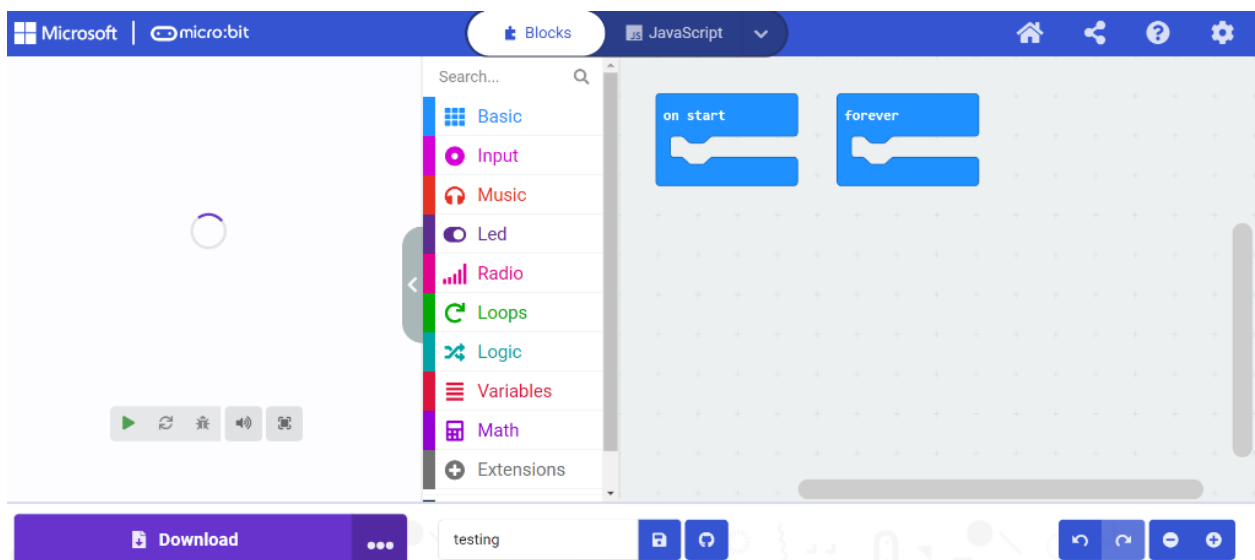 Microsoft micro:bit Blocks JS JavaScript
Search...
Basic
Input
Music
Led
Radio
Loops
Logic
Variables
Math
Extensions
on start
forever
Download
testing